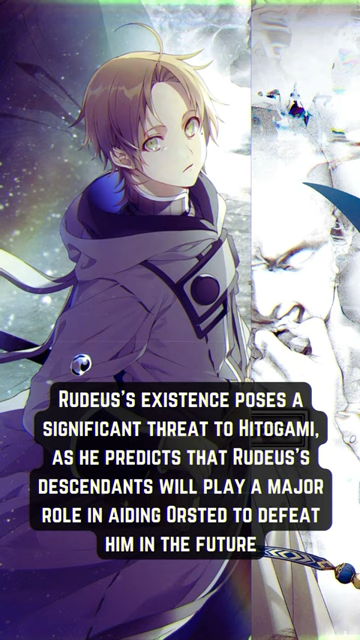 Rudeus's existence poses a
significant threat to Hitogami,
as he predicts that Rudeus's
descendants will play a major
role in aiding Orsted to defeat
him in the future